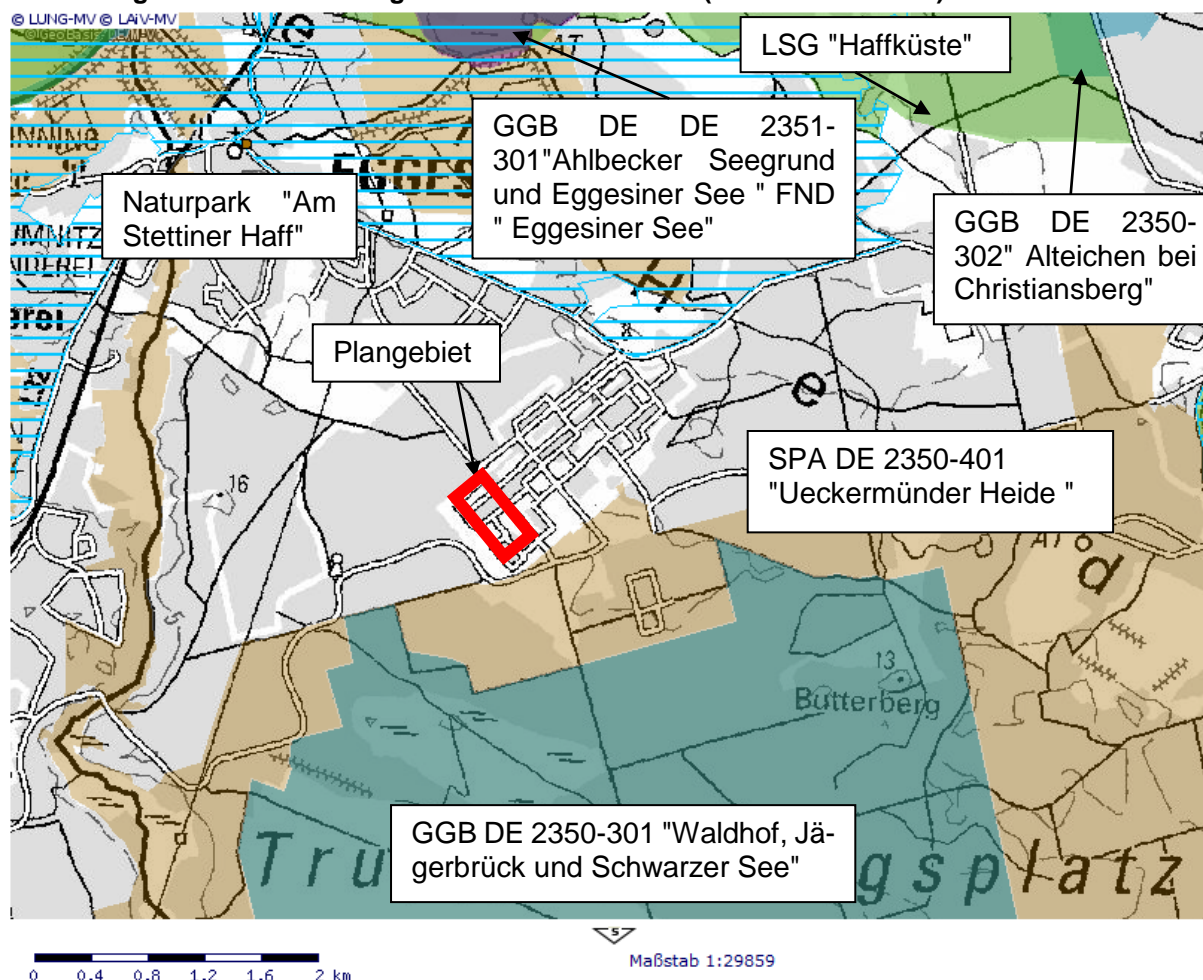 © LUNG-MV © LAiV-MV
© GeoBasis-DE/M-V
LSG "Haffküste"
GGB DE DE 2351-
301"Ahlbecker Seegrund
und Eggesiner See " FND
" Eggesiner See"
Naturpark "Am
Stettiner Haff"
GGB DE 2350-
302" Alteichen bei
Christiansberg"
Plangebiet
e
SPA DE 2350-401
"Ueckermünder Heide "
16
d
13
Butterberg
GGB DE 2350-301 "Waldhof, Jä-
gerbrück und Schwarzer See"
Tru
gsplatz
S
Maßstab 1:29859
0 0.4 0.8 1.2 1.6 2 km